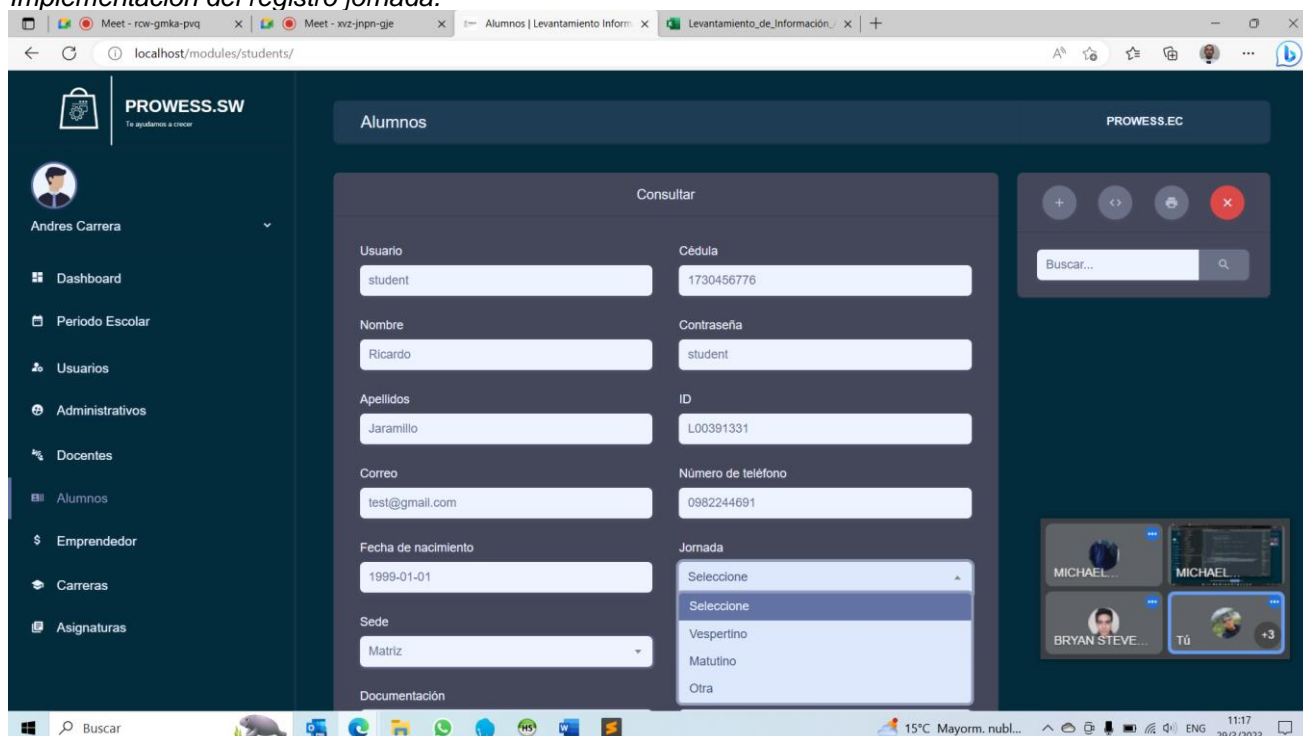 Implementación del registro jornada.
Meet - rcw-gmka-pvq
Meet - xvz-jnpn-gje
Alumnos | Levantamiento Inform
Levantamiento_de_Información_
localhost/modules/students/
PROWESS.SW
Te ayudamos a crecer
Alumnos
PROWESS.EC
Andres Carrera
Dashboard
Periodo Escolar
Usuarios
Administrativos
Docentes
Alumnos
Emprendedor
Carreras
Asignaturas
Consultar
Usuario
student
Cédula
1730456776
Nombre
Ricardo
Contraseña
student
Apellidos
Jaramillo
ID
L00391331
Correo
test@gmail.com
Número de teléfono
0982244691
Fecha de nacimiento
1999-01-01
Jornada
Seleccione
Seleccione
Vespertino
Matutino
Otra
Sede
Matriz
Documentación
Buscar...
MICHAEL...
MICHAEL...
BRYAN STEVE...
Tú
+3
Buscar
15°C Mayorm. nubl...
ENG
11:17
29/3/2023